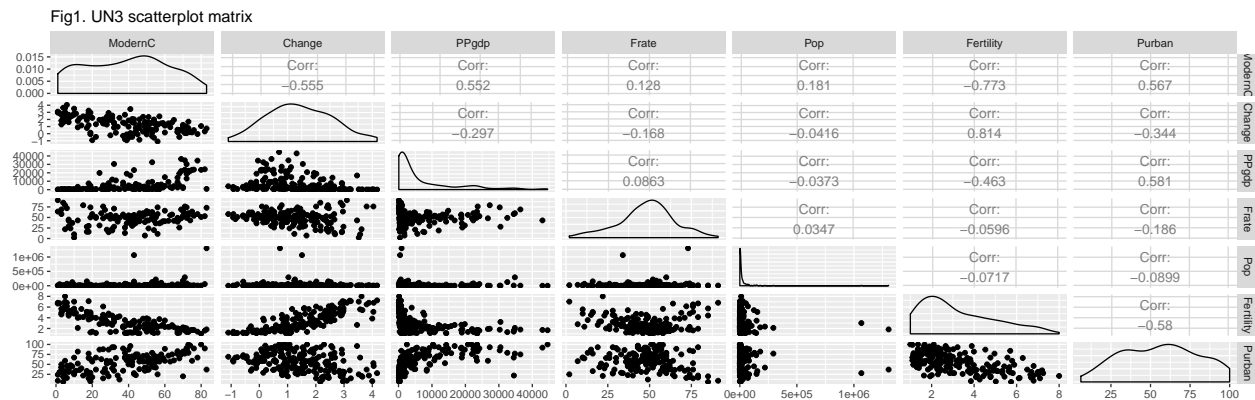 Fig1. UN3 scatterplot matrix
ModernC Change PPgdp Frate Pop Fertility Purban
0.015
0.010
0.005
0.000
Corr: Corr: Corr: Corr: Corr: Corr:
−0.555 0.552 0.128 0.181 −0.773 0.567
ModernC
4
3
2
1
0
−1
Corr: Corr: Corr: Corr: Corr:
−0.297 −0.168 −0.0416 0.814 −0.344
Change
40000
30000
20000
10000
0
Corr: Corr: Corr: Corr:
0.0863 −0.0373 −0.463 0.581
PPgdp
75
50
25
0
Corr: Corr: Corr:
0.0347 −0.0596 −0.186
Frate
1e+06
5e+05
0e+00
Corr: Corr:
−0.0717 −0.0899
Pop
8
6
4
2
Corr:
−0.58
Fertility
100
75
50
25
Purban
0 20 40 60 80 −1 0 1 2 3 4 0 10000 20000 30000 40000 0 25 50 75 0e+00 5e+05 1e+06 2 4 6 8 25 50 75 100